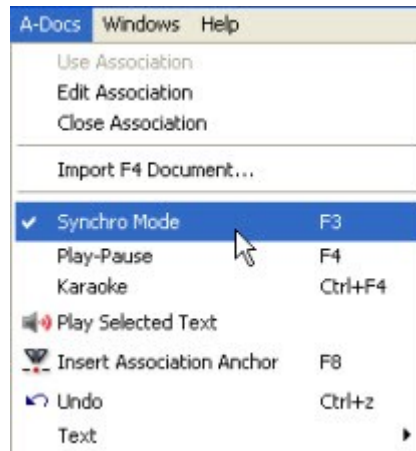 A-Docs Windows Help
Use Association
Edit Association
Close Association
Import F4 Document...
Synchro Mode F3
Play-Pause F4
Karaoke Ctrl+F4
Play Selected Text
Insert Association Anchor F8
Undo Ctrl+z
Text